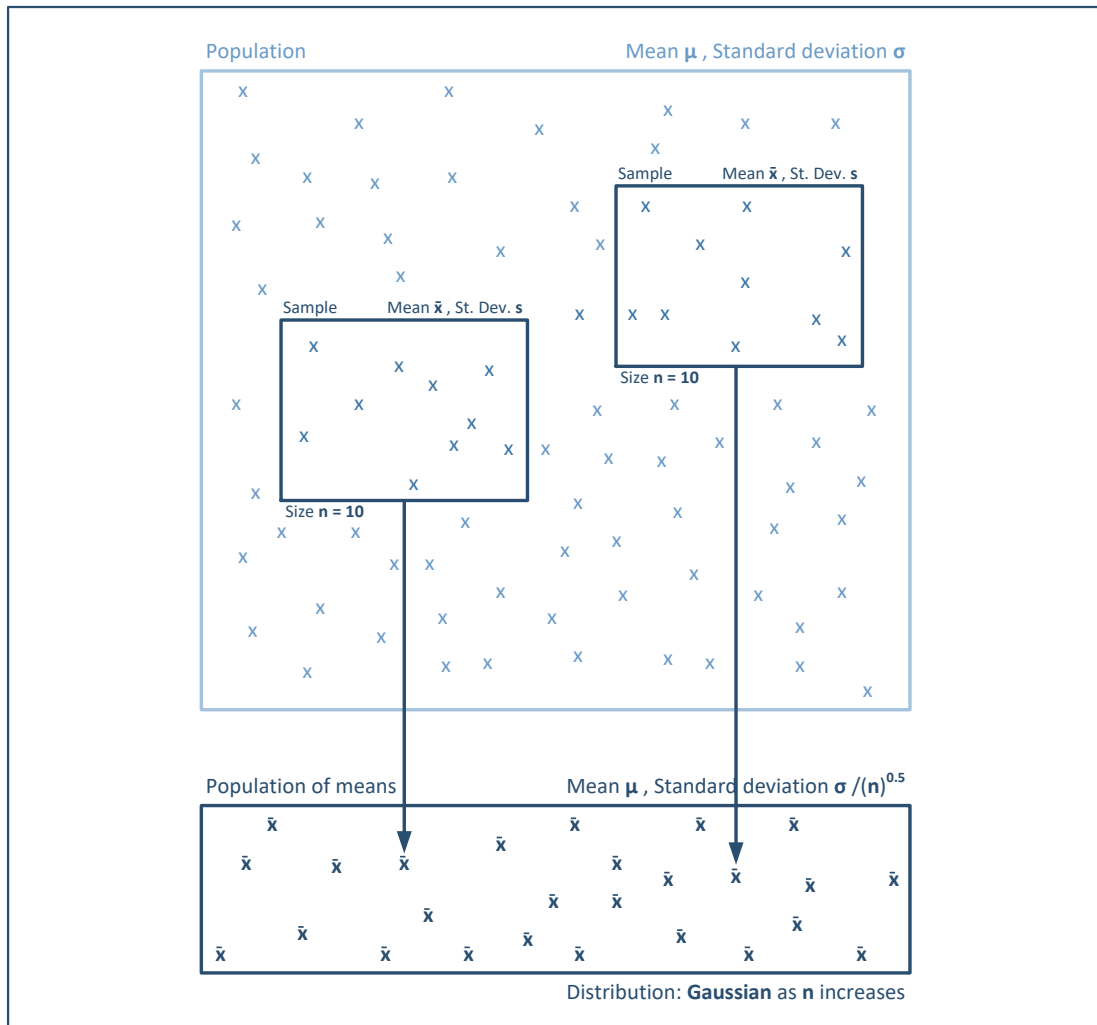 Population Mean μ , Standard deviation σ
x x
x
x x x x
x
x
x x x
Sample Mean x̄ , St. Dev. s
x x x x x
x x x x x
x x x
x
x x
Sample Mean x̄ , St. Dev. s
x x x x x
x x
x x x
Size n = 10
x
x x x x x x x
x
x x x x x x
x x x
x x
x x
Size n = 10
x x
x x x
x x x x
x x
x x x x
x x x x x
x x x
x x x
x x x x x x x
x
Population of means Mean μ , Standard deviation σ /(n)^0.5
x̄ x̄ x̄ x̄
x̄
x̄ x̄ x̄ x̄
x̄ x̄ x̄ x̄
x̄ x̄
x̄ x̄
x̄ x̄ x̄
x̄ x̄ x̄ x̄ x̄ x̄
Distribution: Gaussian as n increases